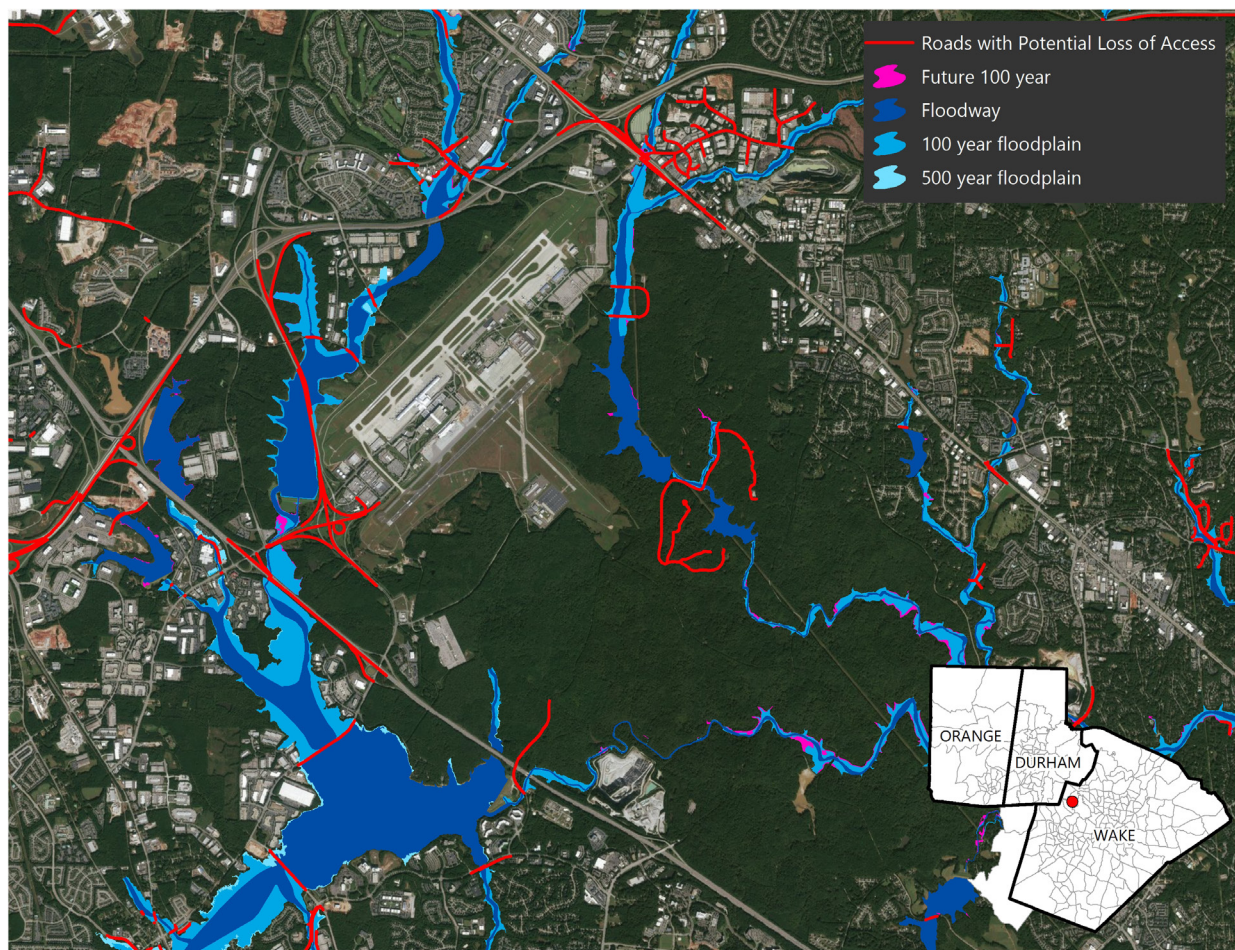 Roads with Potential Loss of Access
Future 100 year
Floodway
100 year floodplain
500 year floodplain
ORANGE
DURHAM
WAKE